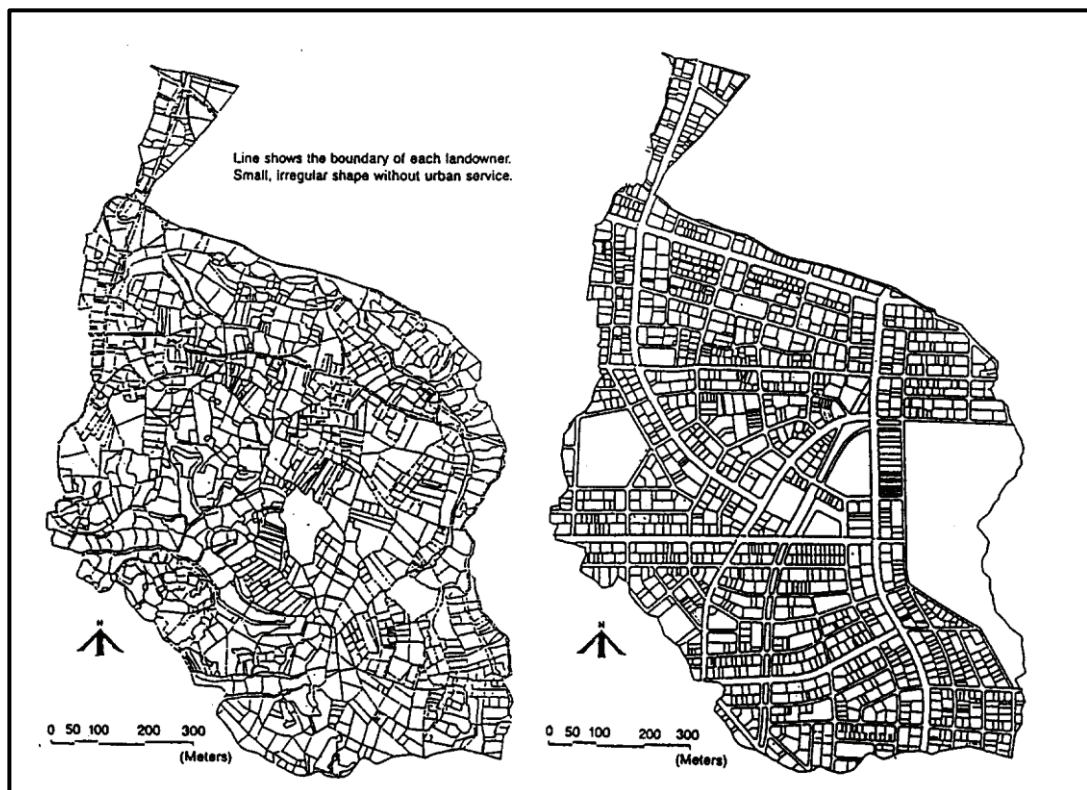 Line shows the boundary of each landowner.
Small, irregular shape without urban service.
N
0 50 100 200 300
(Meters)
N
0 50 100 200 300
(Meters)